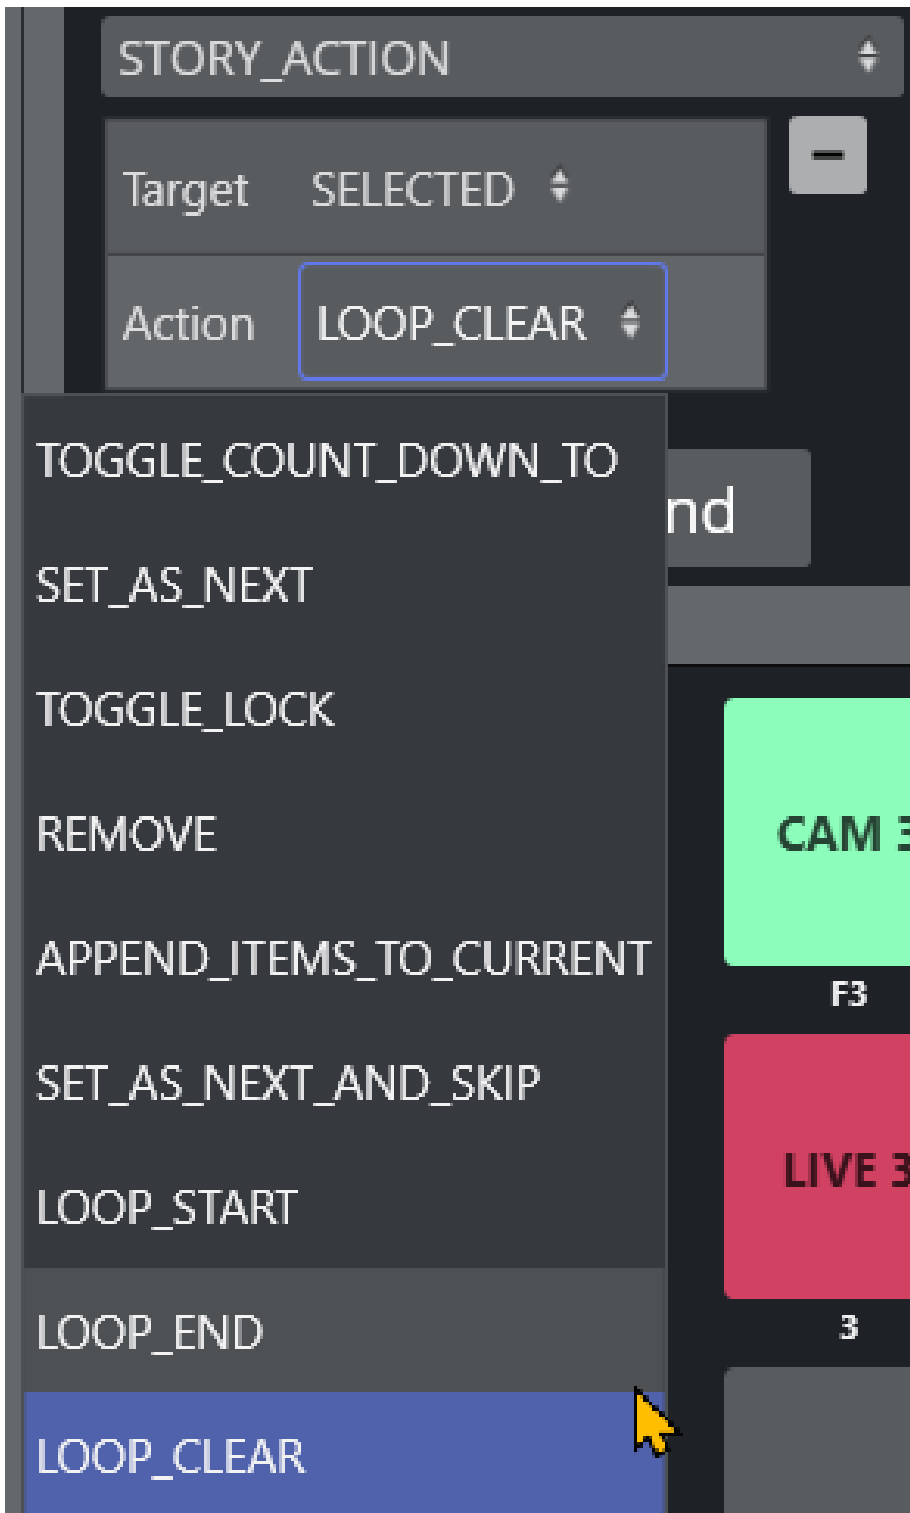 STORY_ACTION
Target SELECTED
−
Action LOOP_CLEAR
TOGGLE_COUNT_DOWN_TO
nd
SET_AS_NEXT
TOGGLE_LOCK
REMOVE
CAM 3
APPEND_ITEMS_TO_CURRENT
F3
SET_AS_NEXT_AND_SKIP
LIVE 3
LOOP_START
LOOP_END
3
LOOP_CLEAR